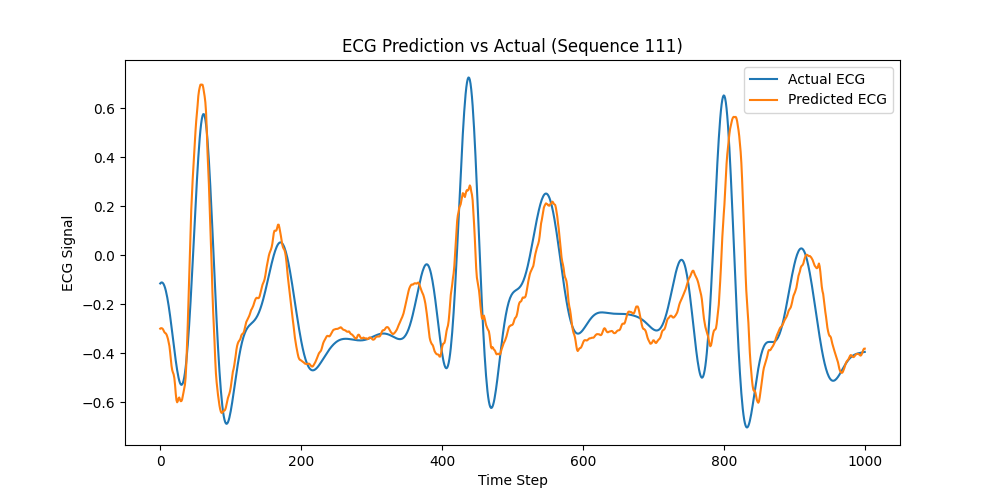 ECG Prediction vs Actual (Sequence 111)
Actual ECG
Predicted ECG
ECG Signal
0.6
0.4
0.2
0.0
−0.2
−0.4
−0.6
0
200
400
600
800
1000
Time Step